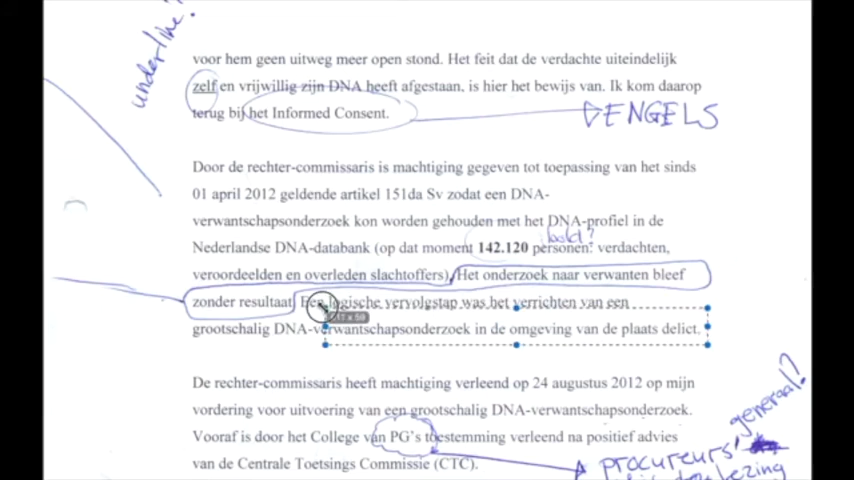 underline?
voor hem geen uitweg meer open stond. Het feit dat de verdachte uiteindelijk
zelf en vrijwillig zijn DNA heeft afgestaan, is hier het bewijs van. Ik kom daarop
terug bij het Informed Consent.
ENGELS
Door de rechter-commissaris is machtiging gegeven tot toepassing van het sinds
01 april 2012 geldende artikel 151da Sv zodat een DNA-
verwantschapsonderzoek kon worden gehouden met het DNA-profiel in de
bold?
Nederlandse DNA-databank (op dat moment 142.120 personen: verdachten,
veroordeelden en overleden slachtoffers). Het onderzoek naar verwanten bleef
zonder resultaat. Een logische vervolgstap was het verrichten van een
grootschalig DNA-verwantschapsonderzoek in de omgeving van de plaats delict.
De rechter-commissaris heeft machtiging verleend op 24 augustus 2012 op mijn
vordering voor uitvoering van een grootschalig DNA-verwantschapsonderzoek.
Vooraf is door het College van PG's toestemming verleend na positief advies
van de Centrale Toetsings Commissie (CTC).
procureurs'
generaal?